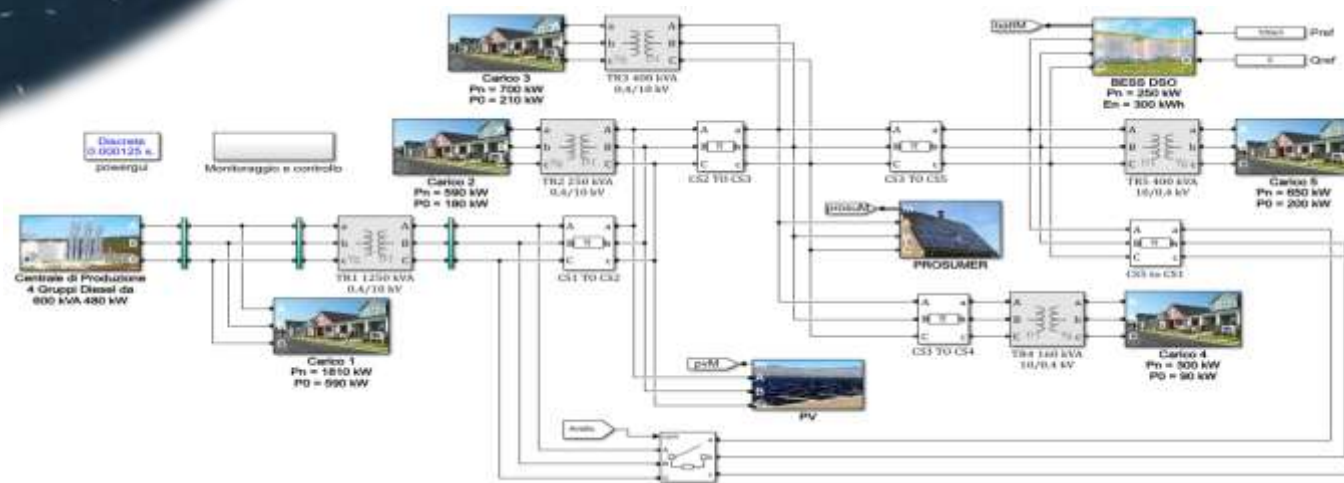 Discrete
0.000125 s.
powergui
Monitoraggio e controllo
Carico 3
Pn = 700 kW
P0 = 210 kW
TR3 400 kVA
0,4/10 kV
BESS DSO
Pn = 250 kW
En = 300 kWh
Pref
Qref
Carico 2
Pn = 590 kW
P0 = 180 kW
TR2 250 kVA
0,4/10 kV
CS2 TO CS3
CS3 TO CS5
TR5 400 kVA
10/0,4 kV
Carico 5
Pn = 650 kW
P0 = 200 kW
Centrale di Produzione
4 Gruppi Diesel da
600 kVA 480 kW
TR1 1250 kVA
0,4/10 kV
CS1 TO CS2
PROSUMER
CS5 to CS1
Carico 1
Pn = 1810 kW
P0 = 590 kW
pvM
PV
CS3 TO CS4
TR4 160 kVA
10/0,4 kV
Carico 4
Pn = 300 kW
P0 = 90 kW